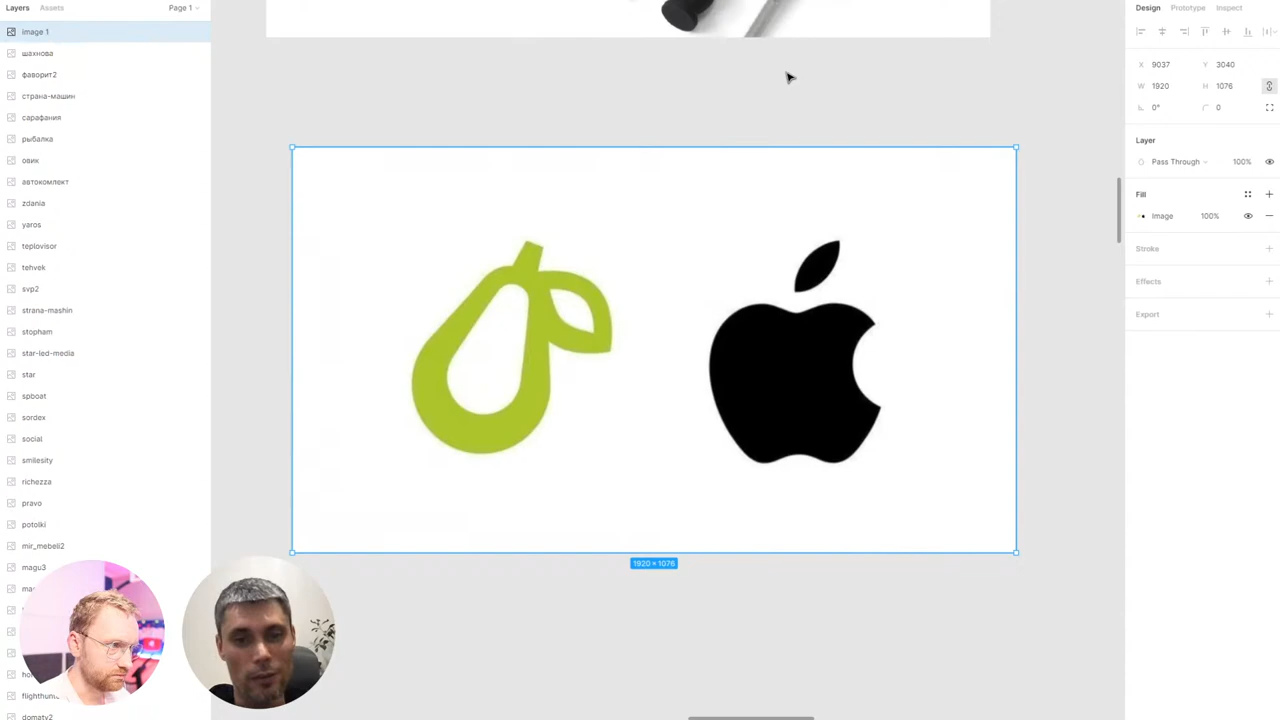 Layers Assets Page 1
image 1
шахнова
фаворит2
страна-машин
сарафания
рыбалка
овик
автокомлект
zdania
yaros
teplovisor
tehvek
svp2
strana-mashin
stopham
star-led-media
star
spboat
sordex
social
smilesity
richezza
pravo
potolki
mir_mebeli2
magu3
domatv2
1920 × 1076
Design Prototype Inspect
X 9037 Y 3040
W 1920 H 1076
0° 0
Layer
Pass Through 100%
Fill
Image 100%
Stroke
Effects
Export